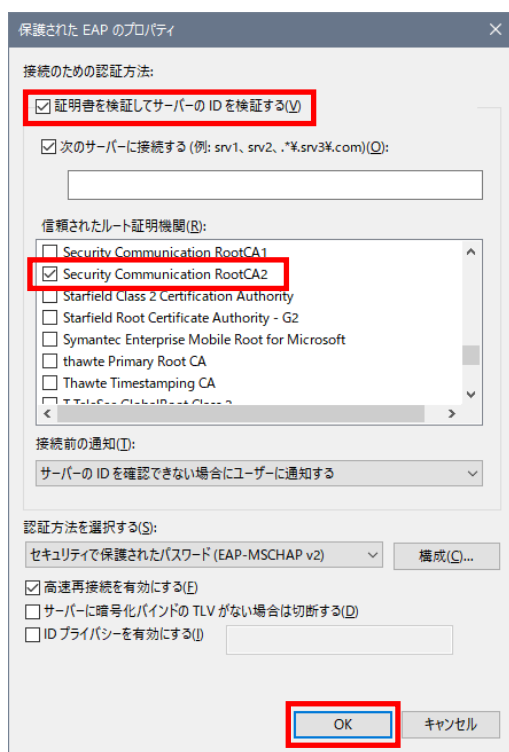 保護された EAP のプロパティ
接続のための認証方法:
証明書を検証してサーバーの ID を検証する(V)
次のサーバーに接続する (例: srv1、srv2、.*¥.srv3¥.com)(O):
信頼されたルート証明機関(R):
Security Communication RootCA1
Security Communication RootCA2
Starfield Class 2 Certification Authority
Starfield Root Certificate Authority - G2
Symantec Enterprise Mobile Root for Microsoft
thawte Primary Root CA
Thawte Timestamping CA
T-TeleSec GlobalRoot Class 2
接続前の通知(T):
サーバーの ID を確認できない場合にユーザーに通知する
認証方法を選択する(S):
セキュリティで保護されたパスワード (EAP-MSCHAP v2)
構成(C)...
高速再接続を有効にする(F)
サーバーに暗号化バインドの TLV がない場合は切断する(D)
ID プライバシーを有効にする(I)
OK
キャンセル